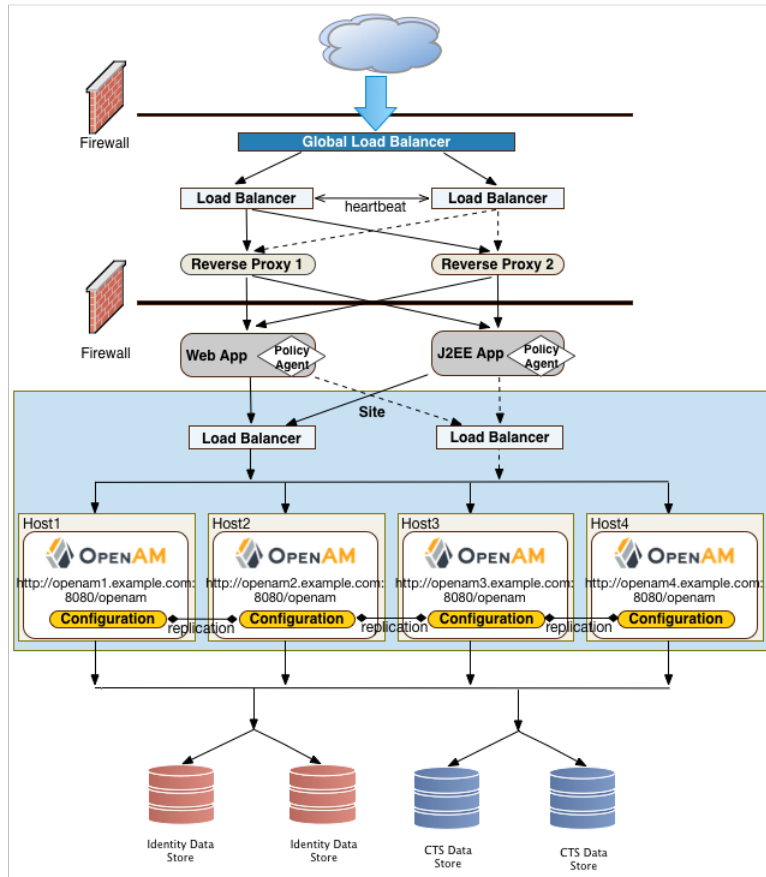 Firewall
Global Load Balancer
Load Balancer
heartbeat
Load Balancer
Reverse Proxy 1
Reverse Proxy 2
Firewall
Web App
Policy
Agent
J2EE App
Policy
Agent
Site
Load Balancer
Load Balancer
Host1
Host2
Host3
Host4
OpenAM
OpenAM
OpenAM
OpenAM
http://openam1.example.com:
8080/openam
http://openam2.example.com:
8080/openam
http://openam3.example.com:
8080/openam
http://openam4.example.com:
8080/openam
Configuration
replication
Configuration
replication
Configuration
replication
Configuration
Identity Data
Store
Identity Data
Store
CTS Data
Store
CTS Data
Store